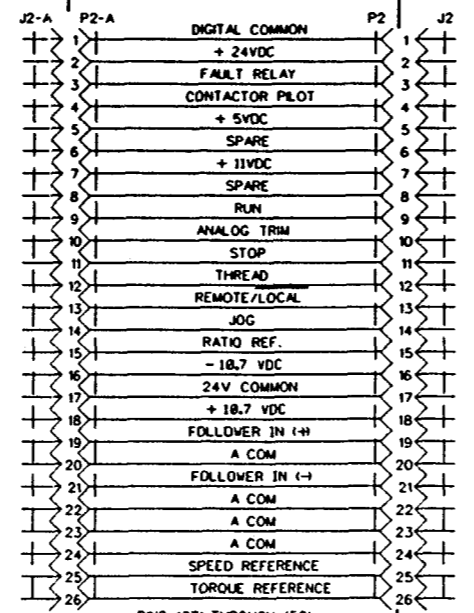 J2-A P2-A P2 J2
1 DIGITAL COMMON 1
2 + 24VDC 2
3 FAULT RELAY 3
4 CONTACTOR PILOT 4
5 + 5VDC 5
6 SPARE 6
7 + 11VDC 7
8 SPARE 8
9 RUN 9
10 ANALOG TRIM 10
11 STOP 11
12 THREAD 12
13 REMOTE/LOCAL 13
14 JOG 14
15 RATIO REF. 15
16 - 10.7 VDC 16
17 24V COMMON 17
18 + 10.7 VDC 18
19 FOLLOWER IN (+) 19
20 A COM 20
21 FOLLOWER IN (-) 21
22 A COM 22
23 A COM 23
24 A COM 24
25 SPEED REFERENCE 25
26 TORQUE REFERENCE 26